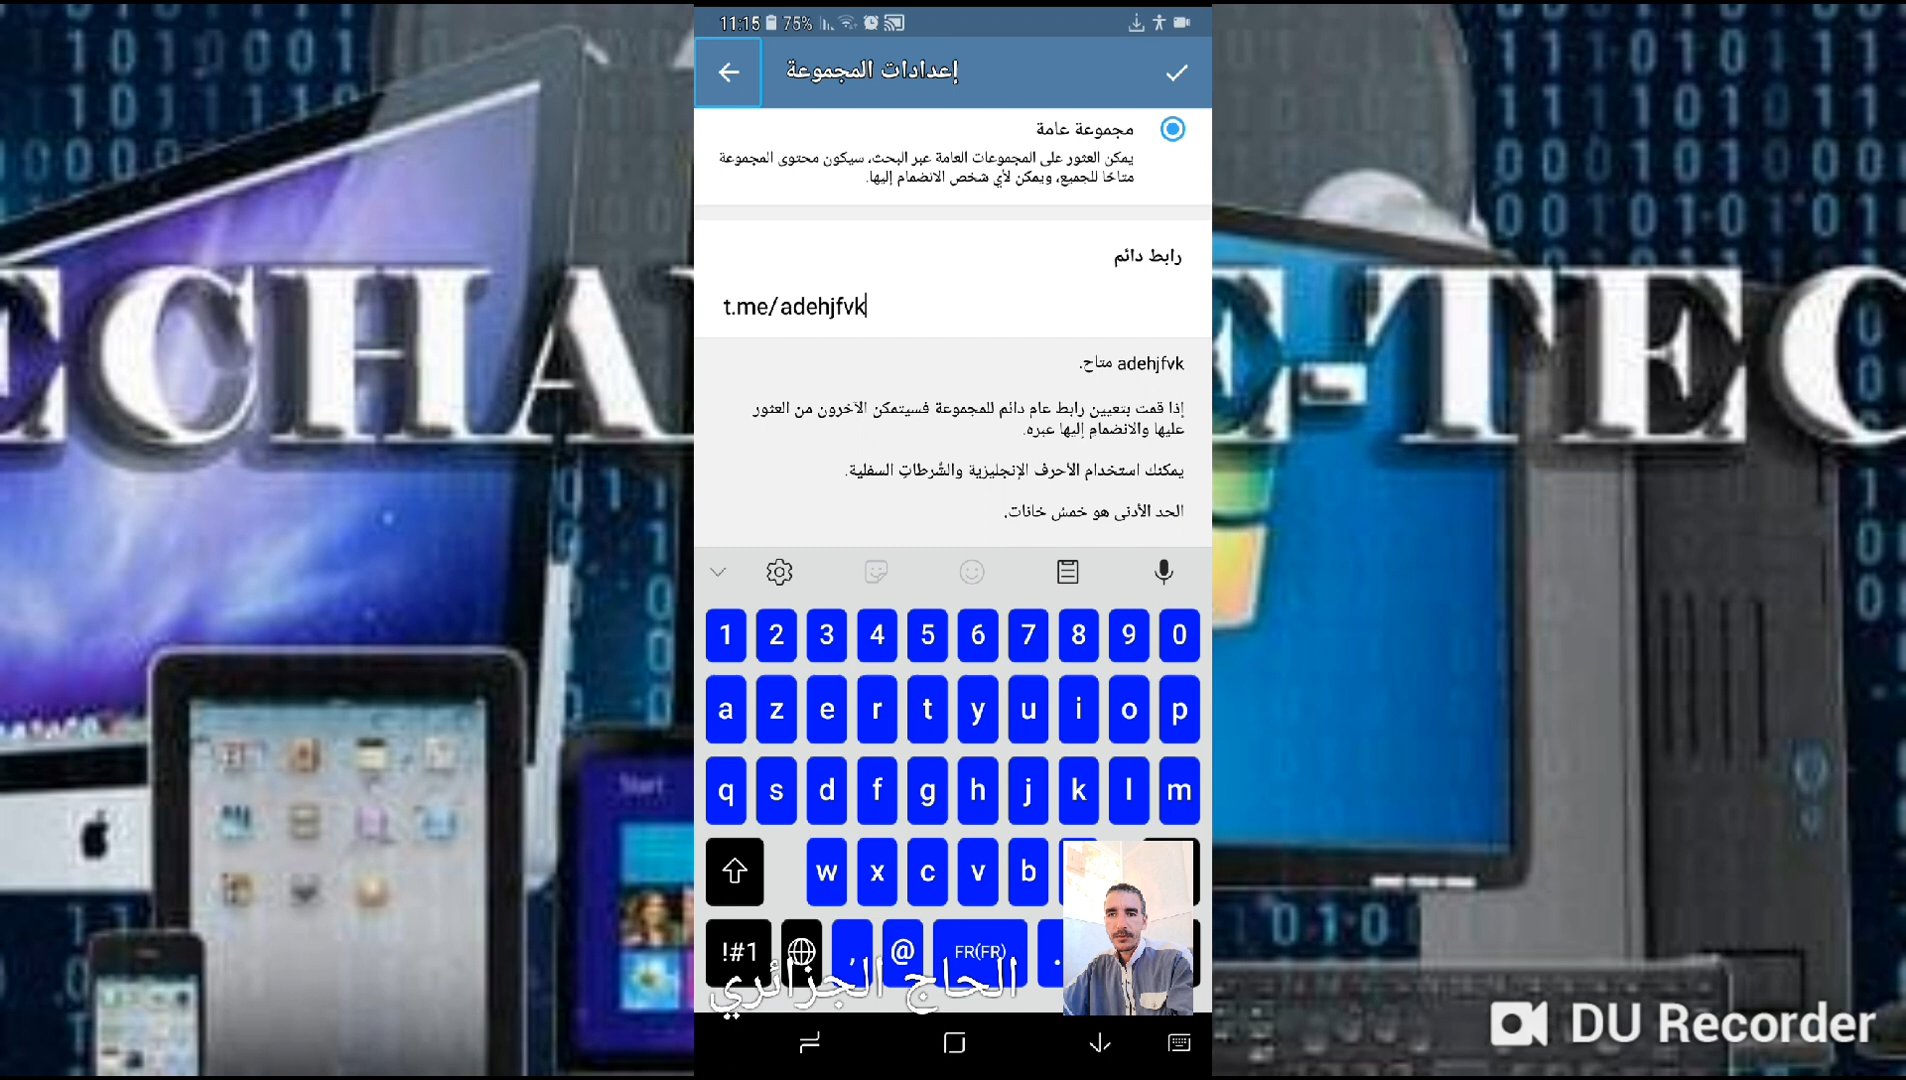 11:15 75%
إعدادات المجموعة
مجموعة عامة
يمكن العثور على المجموعات العامة عبر البحث، سيكون محتوى المجموعة
متاحًا للجميع، ويمكن لأي شخص الانضمام إليها.
رابط دائم
t.me/adehjfvk
adehjfvk متاح.
إذا قمت بتعيين رابط عام دائم للمجموعة فسيتمكن الآخرون من العثور
عليها والانضمام إليها عبره.
يمكنك استخدام الأحرف الإنجليزية والشَّرطاتِ السفلية.
الحد الأدنى هو خمسُ خانات.
1 2 3 4 5 6 7 8 9 0
a z e r t y u i o p
q s d f g h j k l m
w x c v b
!#1 , @ FR(FR) .
الحاج الجزائري
ECHA
E-TEC
Start
DU Recorder